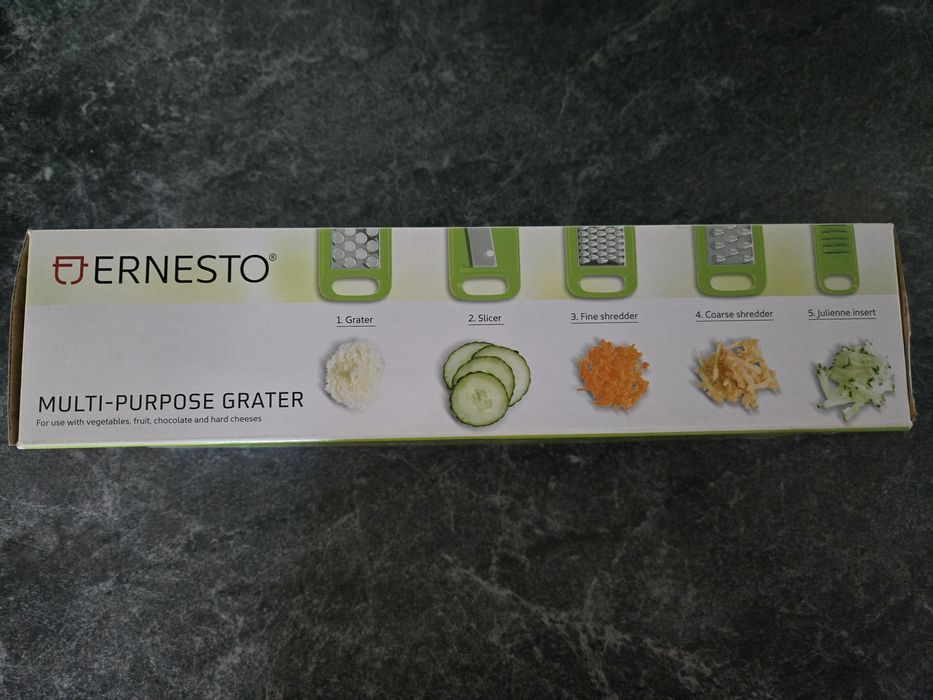 ERNESTO®
1. Grater
2. Slicer
3. Fine shredder
4. Coarse shredder
5. Julienne insert
MULTI-PURPOSE GRATER
For use with vegetables, fruit, chocolate and hard cheeses